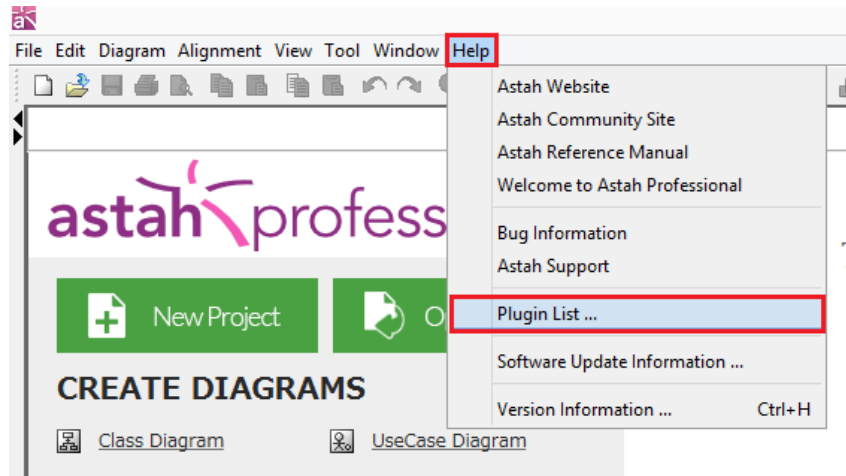 File Edit Diagram Alignment View Tool Window Help
Astah Website
Astah Community Site
Astah Reference Manual
Welcome to Astah Professional
Bug Information
Astah Support
Plugin List ...
Software Update Information ...
Version Information ... Ctrl+H
astah profess
New Project
CREATE DIAGRAMS
Class Diagram UseCase Diagram